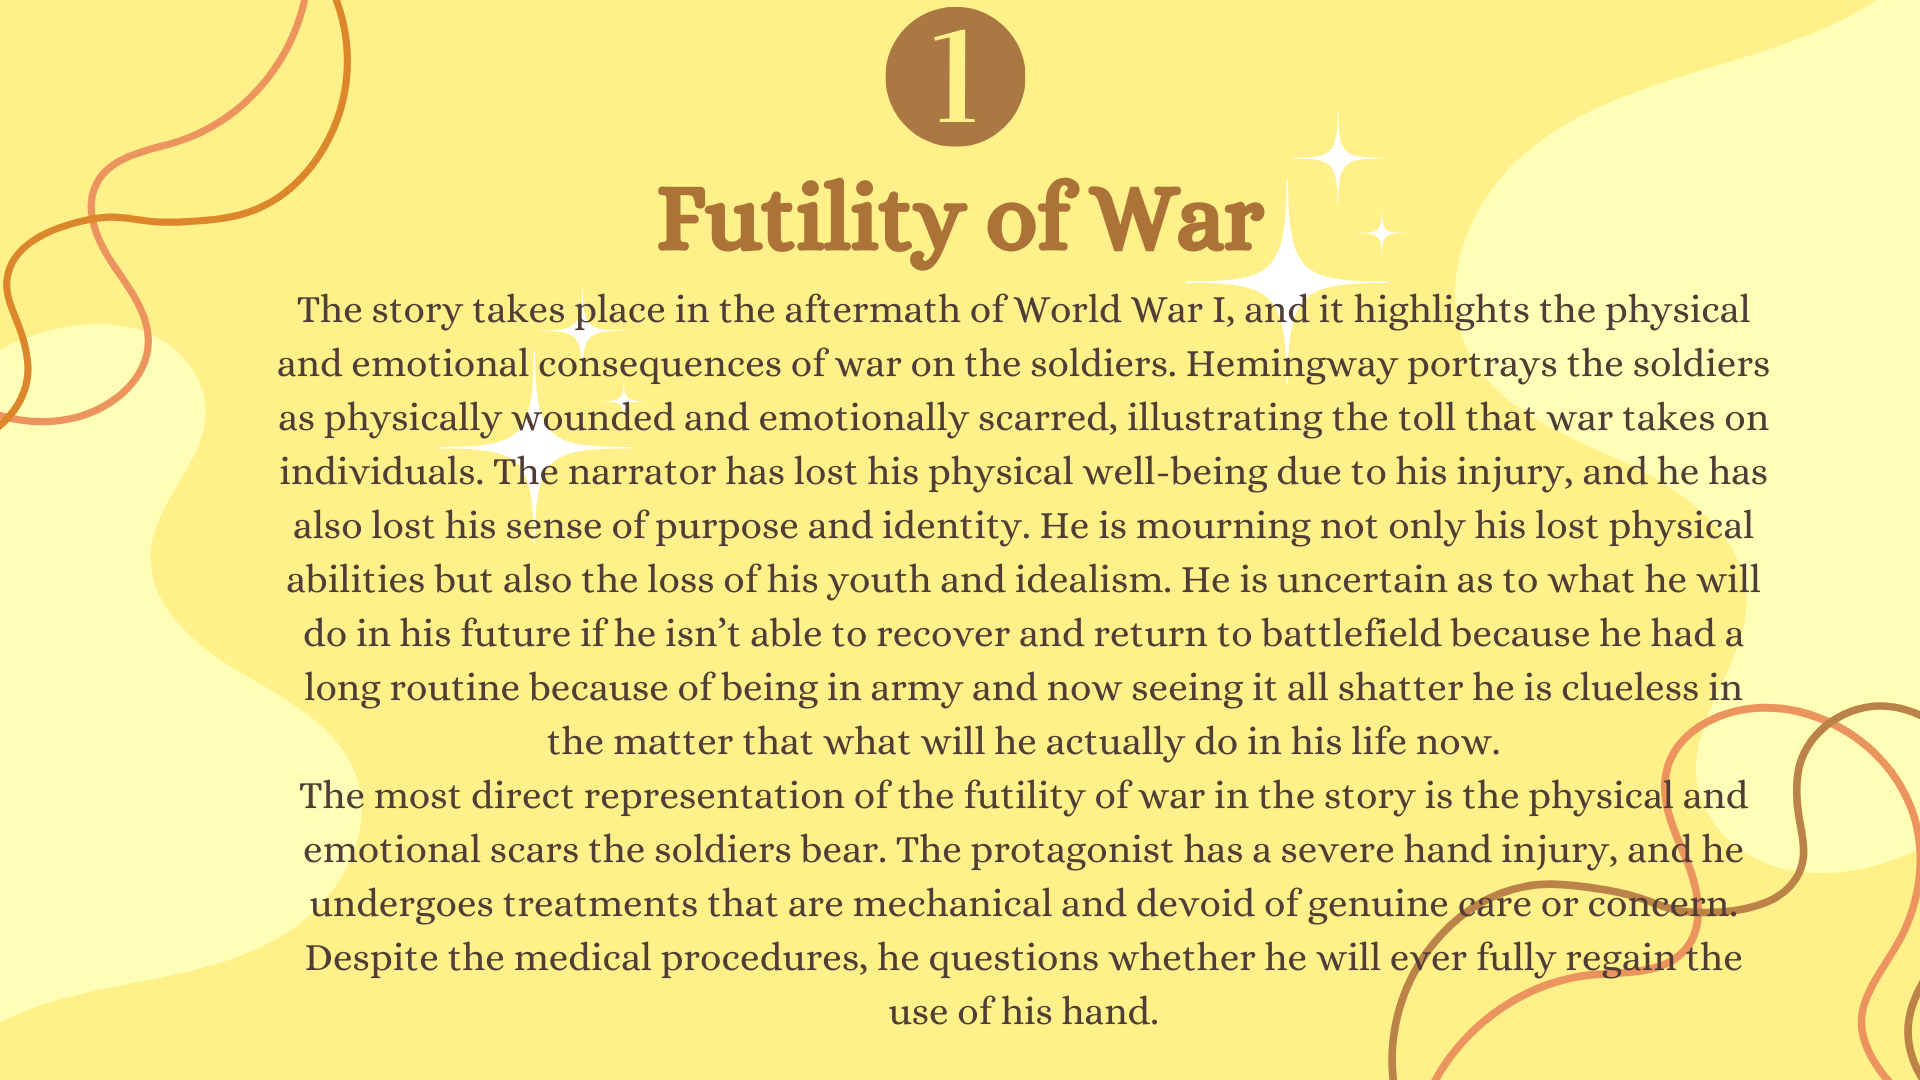 1
Futility of War
The story takes place in the aftermath of World War I, and it highlights the physical
and emotional consequences of war on the soldiers. Hemingway portrays the soldiers
as physically wounded and emotionally scarred, illustrating the toll that war takes on
individuals. The narrator has lost his physical well-being due to his injury, and he has
also lost his sense of purpose and identity. He is mourning not only his lost physical
abilities but also the loss of his youth and idealism. He is uncertain as to what he will
do in his future if he isn’t able to recover and return to battlefield because he had a
long routine because of being in army and now seeing it all shatter he is clueless in
the matter that what will he actually do in his life now.
The most direct representation of the futility of war in the story is the physical and
emotional scars the soldiers bear. The protagonist has a severe hand injury, and he
undergoes treatments that are mechanical and devoid of genuine care or concern.
Despite the medical procedures, he questions whether he will ever fully regain the
use of his hand.